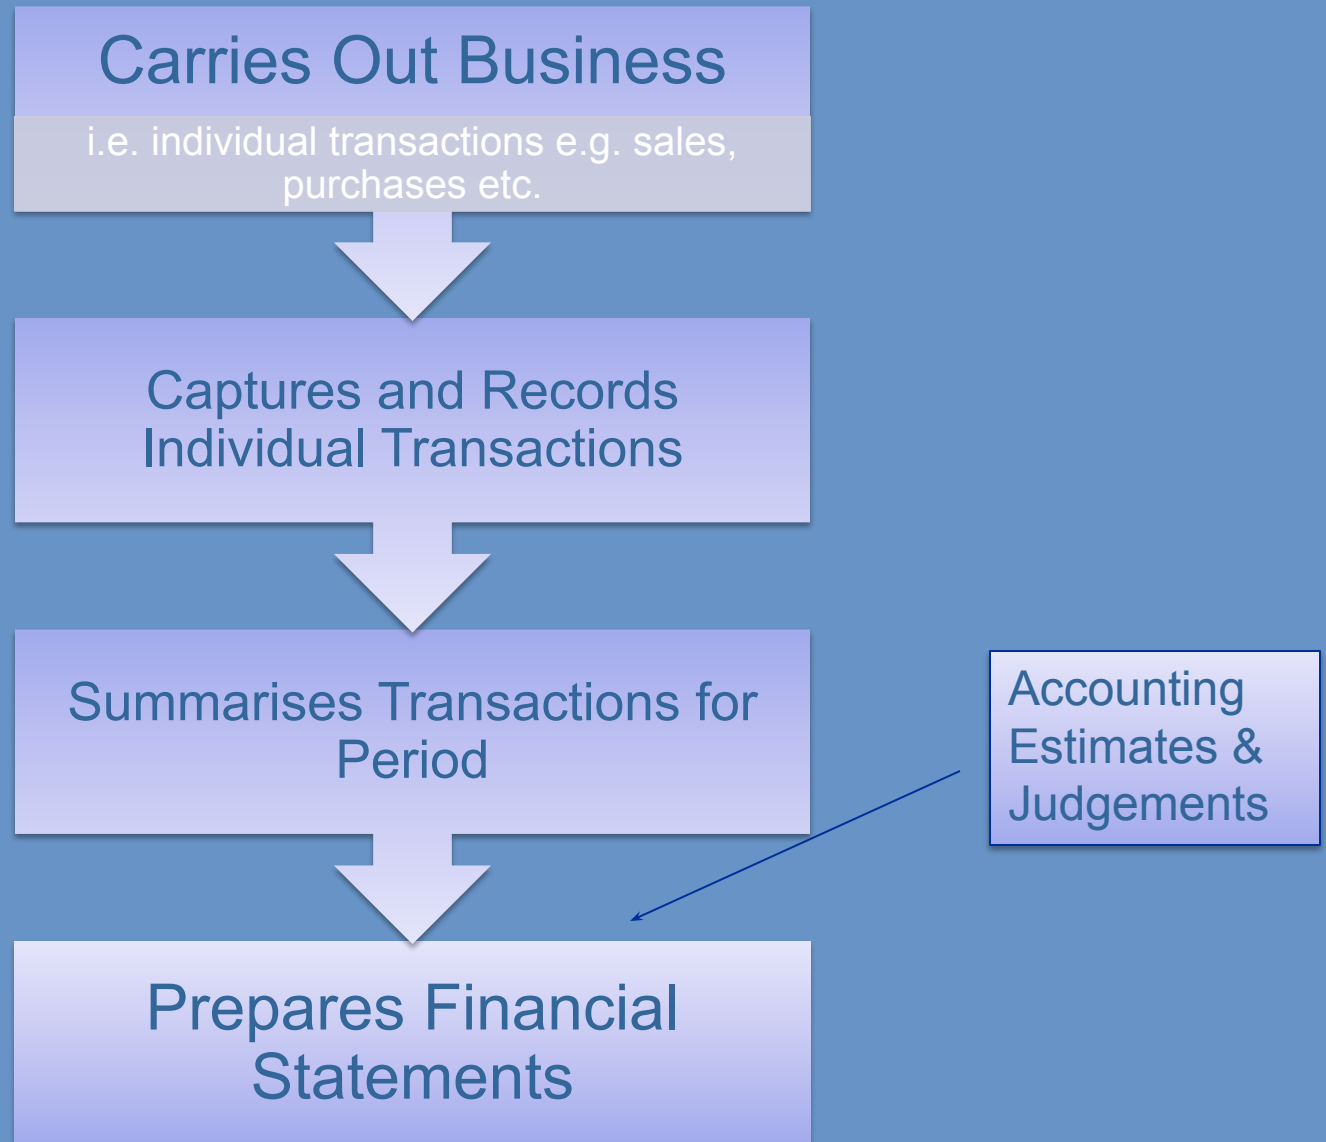 Carries Out Business
i.e. individual transactions e.g. sales,
purchases etc.
Captures and Records
Individual Transactions
Summarises Transactions for
Period
Accounting
Estimates &
Judgements
Prepares Financial
Statements